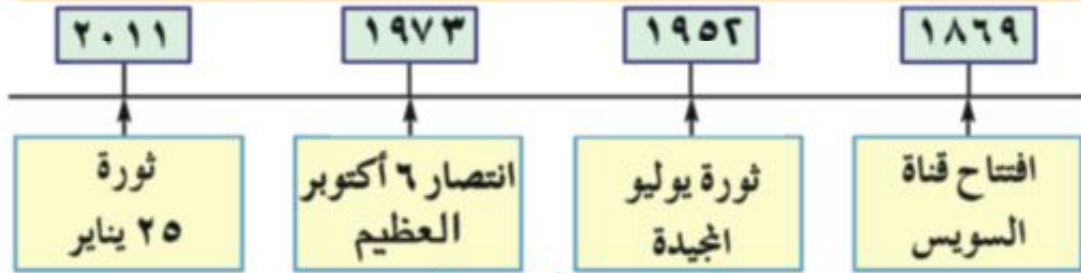 ١٨٦٩
١٩٥٢
١٩٧٣
٢٠١١
افتتاح قناة
السويس
ثورة يوليو
المجيدة
انتصار ٦ أكتوبر
العظيم
ثورة
٢٥ يناير